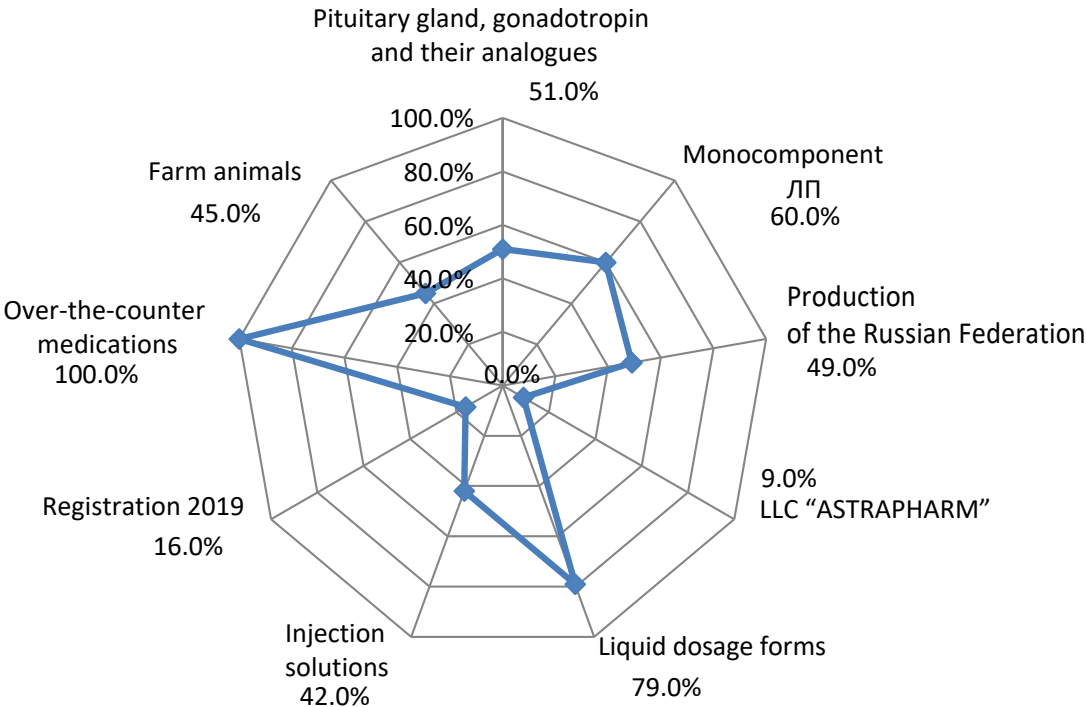 Pituitary gland, gonadotropin
and their analogues
51.0%
100.0%
80.0%
60.0%
40.0%
20.0%
0.0%
Monocomponent
ЛП
60.0%
Production
of the Russian Federation
49.0%
9.0%
LLC “ASTRAPHARM”
Liquid dosage forms
79.0%
Injection
solutions
42.0%
Registration 2019
16.0%
Over-the-counter
medications
100.0%
Farm animals
45.0%